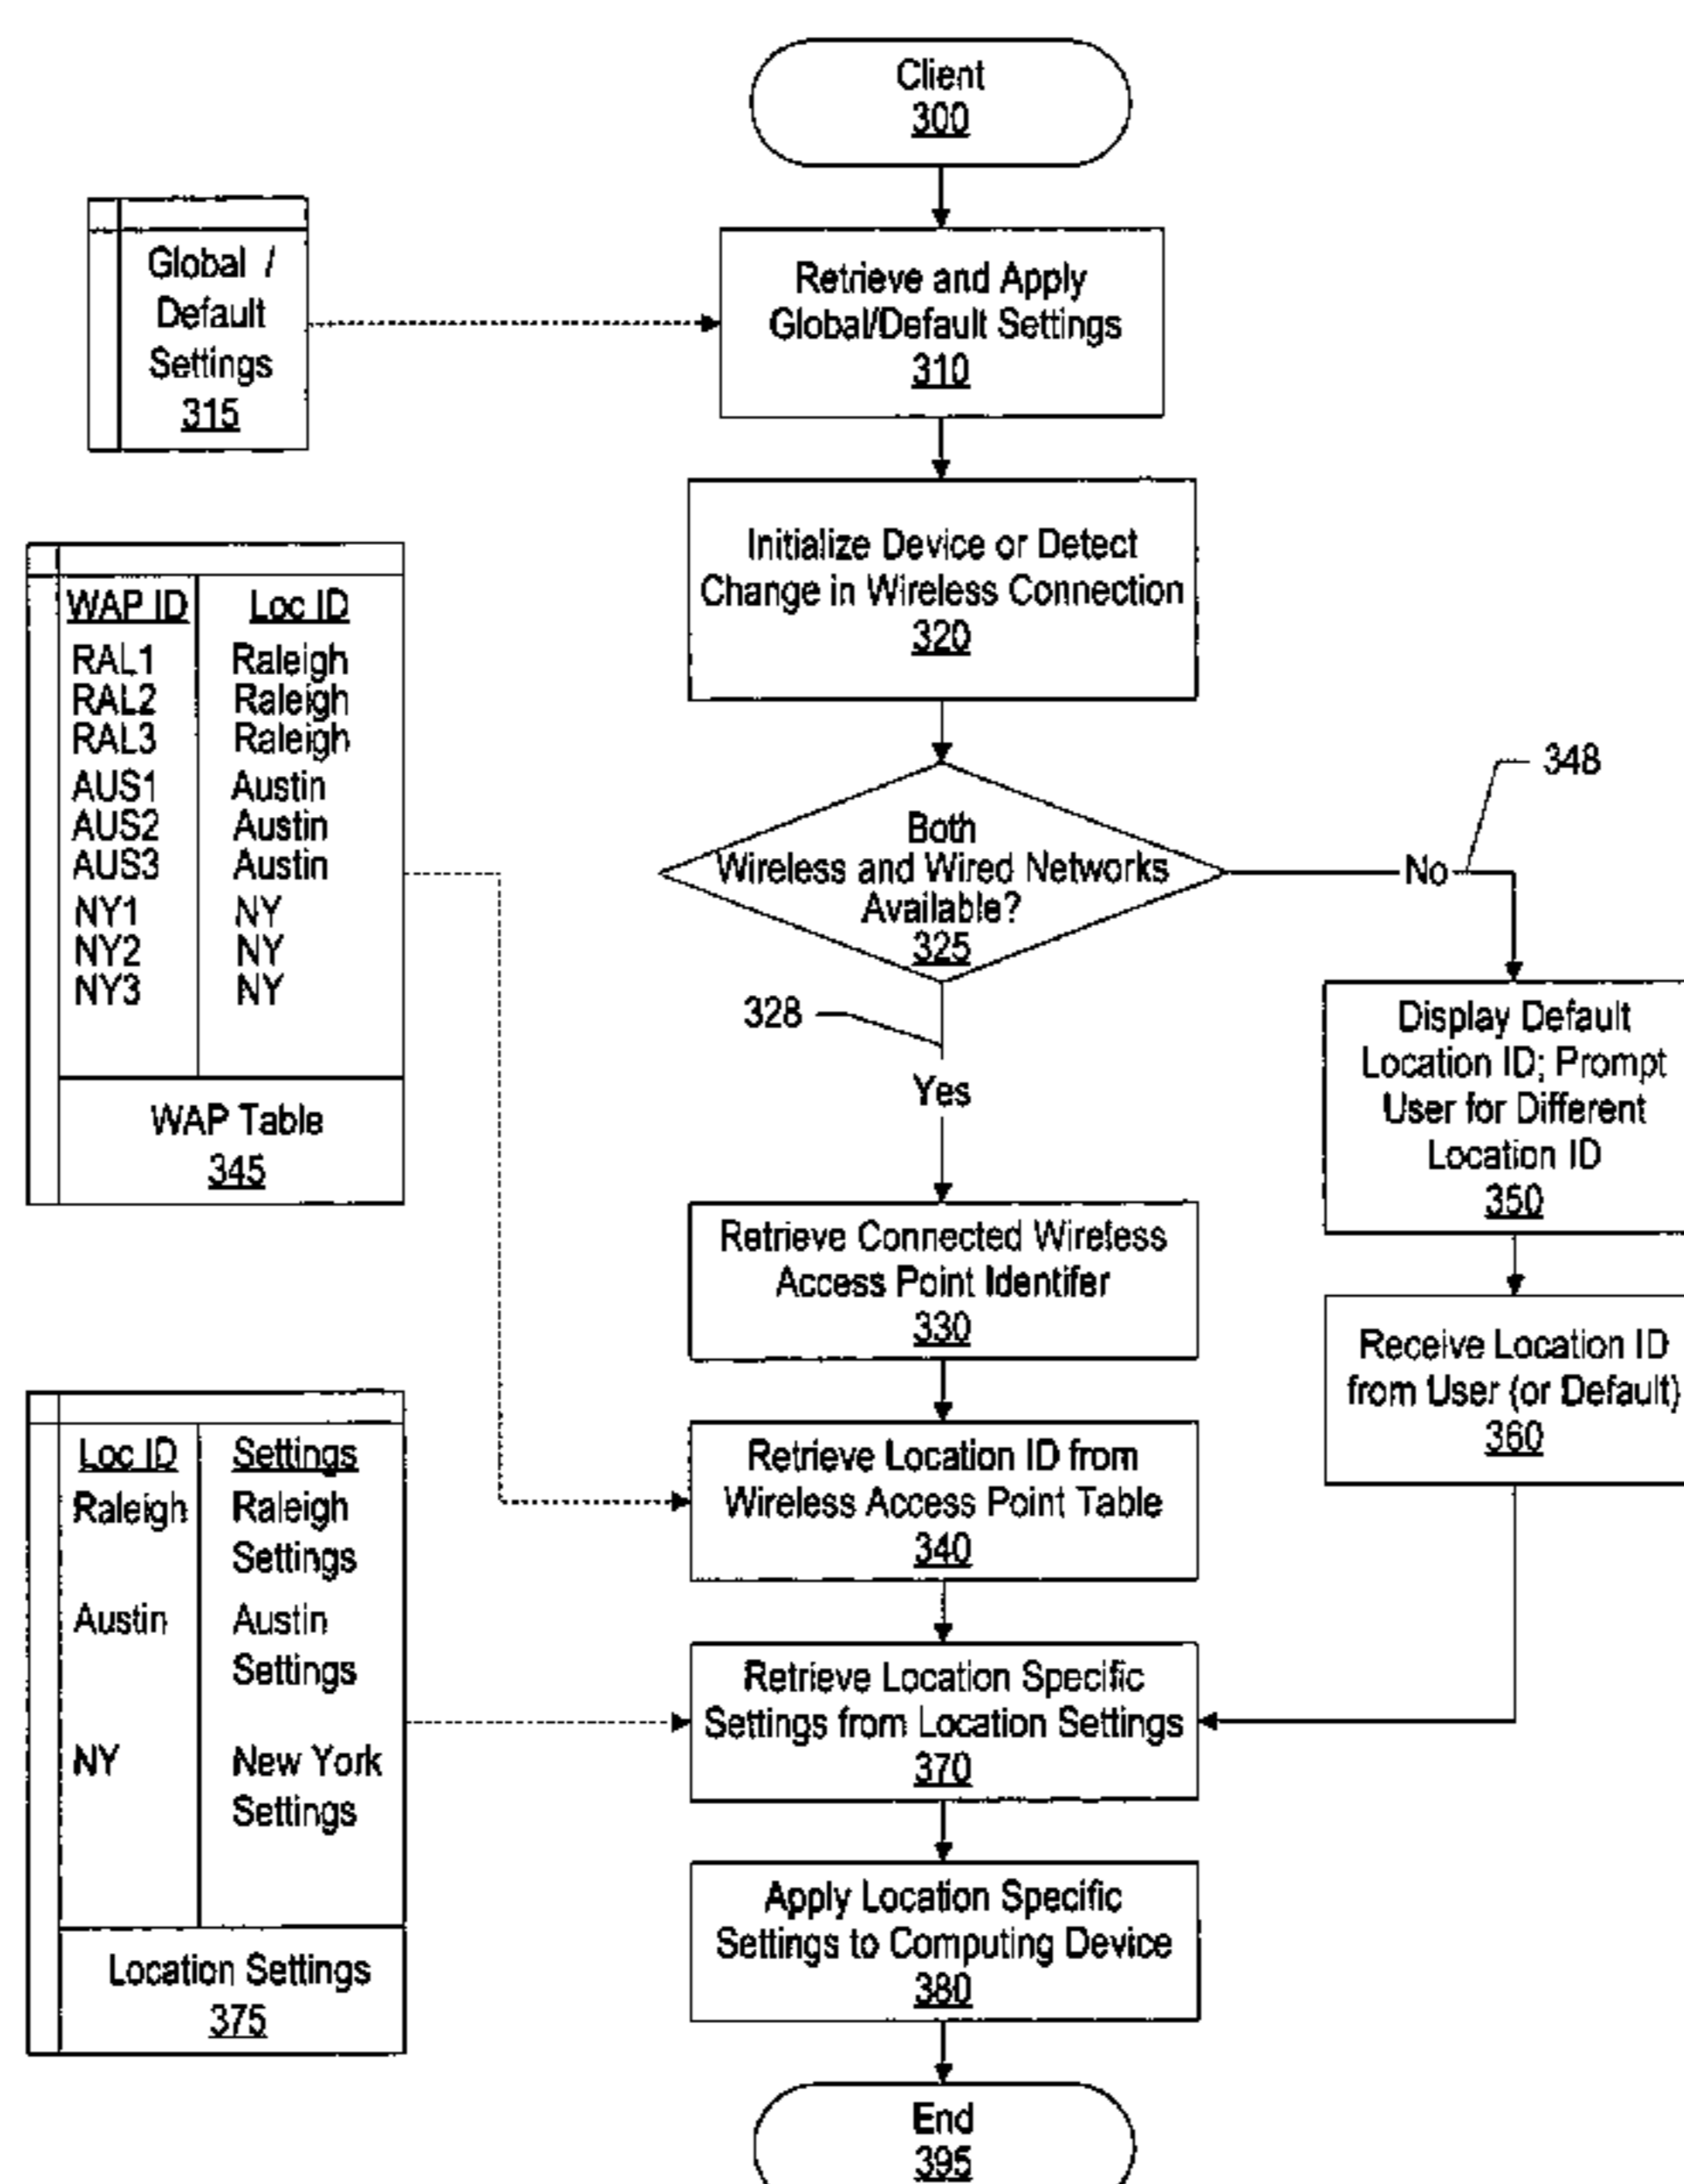 Client
300
Global /
Default
Settings
315
Retrieve and Apply
Global/Default Settings
310
Initialize Device or Detect
Change in Wireless Connection
320
WAP ID Loc ID
RAL1 Raleigh
RAL2 Raleigh
RAL3 Raleigh
AUS1 Austin
AUS2 Austin
AUS3 Austin
NY1 NY
NY2 NY
NY3 NY
WAP Table
345
Both
Wireless and Wired Networks
Available?
325
348
No
328
Yes
Display Default
Location ID; Prompt
User for Different
Location ID
350
Retrieve Connected Wireless
Access Point Identifer
330
Receive Location ID
from User (or Default)
360
Retrieve Location ID from
Wireless Access Point Table
340
Loc ID Settings
Raleigh Raleigh
Settings
Austin Austin
Settings
NY New York
Settings
Location Settings
375
Retrieve Location Specific
Settings from Location Settings
370
Apply Location Specific
Settings to Computing Device
380
End
395